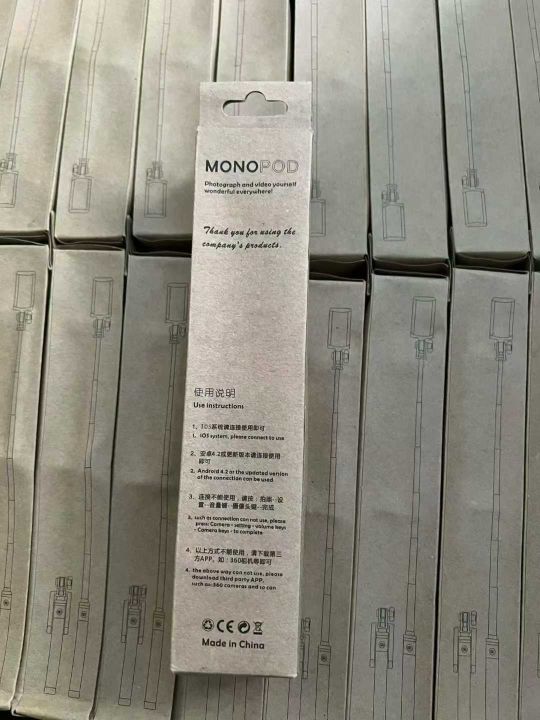 MONOPOD
Photograph and video yourself
wonderful everywhere!
Thank you for using the
company's products.
使用说明
Use instructions
1、IOS系统请连接使用即可
1、IOS system, please connect to use
2、安卓4.2或更新版本请连接使用
即可
2、Android 4.2 or the updated version
of the connection can be used
3、连接不能使用，请按：拍摄--设
置--音量键--摄像头键--完成
3、such as connection can not use, please
press: Camera - setting - volume keys
- Camera keys - to complete
4、以上方式不能使用，请下载第三
方APP，如：360相机等即可
4、the above way can not use, please
download third party APP,
such as:360 cameras and so can
CE
Made in China